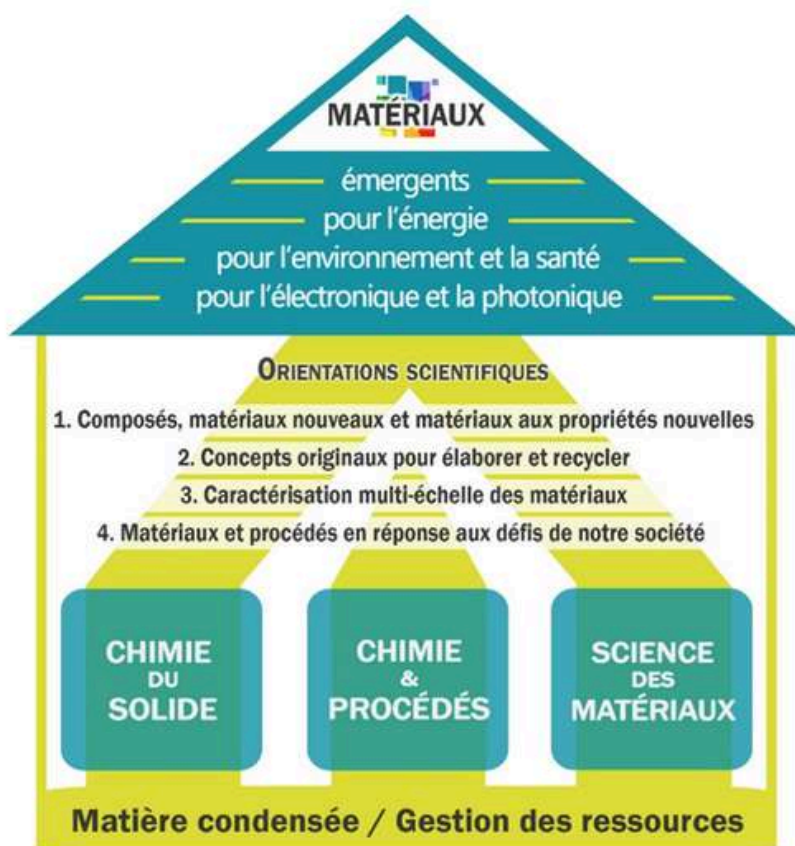 MATÉRIAUX
émergents
pour l'énergie
pour l'environnement et la santé
pour l'électronique et la photonique
ORIENTATIONS SCIENTIFIQUES
1. Composés, matériaux nouveaux et matériaux aux propriétés nouvelles
2. Concepts originaux pour élaborer et recycler
3. Caractérisation multi-échelle des matériaux
4. Matériaux et procédés en réponse aux défis de notre société
CHIMIE
DU
SOLIDE
CHIMIE
&
PROCÉDÉS
SCIENCE
DES
MATÉRIAUX
Matière condensée / Gestion des ressources